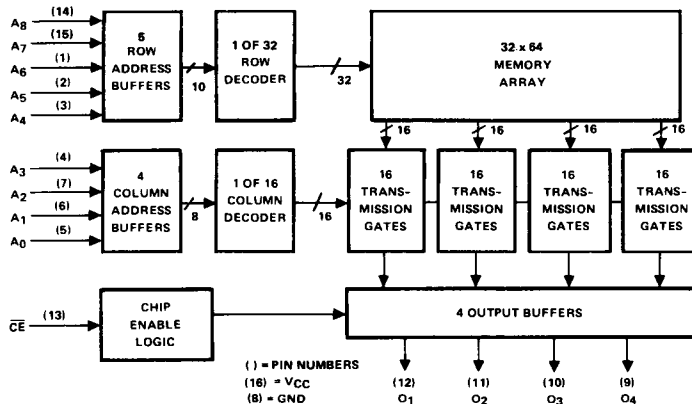 A8 (14)
A7 (15)
A6 (1)
A5 (2)
A4 (3)
5
ROW
ADDRESS
BUFFERS
10
1 OF 32
ROW
DECODER
32
32 x 64
MEMORY
ARRAY
16
16
16
16
A3 (4)
A2 (7)
A1 (6)
A0 (5)
4
COLUMN
ADDRESS
BUFFERS
8
1 OF 16
COLUMN
DECODER
16
16
TRANS-
MISSION
GATES
16
TRANS-
MISSION
GATES
16
TRANS-
MISSION
GATES
16
TRANS-
MISSION
GATES
CE (13)
CHIP
ENABLE
LOGIC
4 OUTPUT BUFFERS
( ) = PIN NUMBERS
(16) = VCC
(8) = GND
(12) (11) (10) (9)
O1 O2 O3 O4